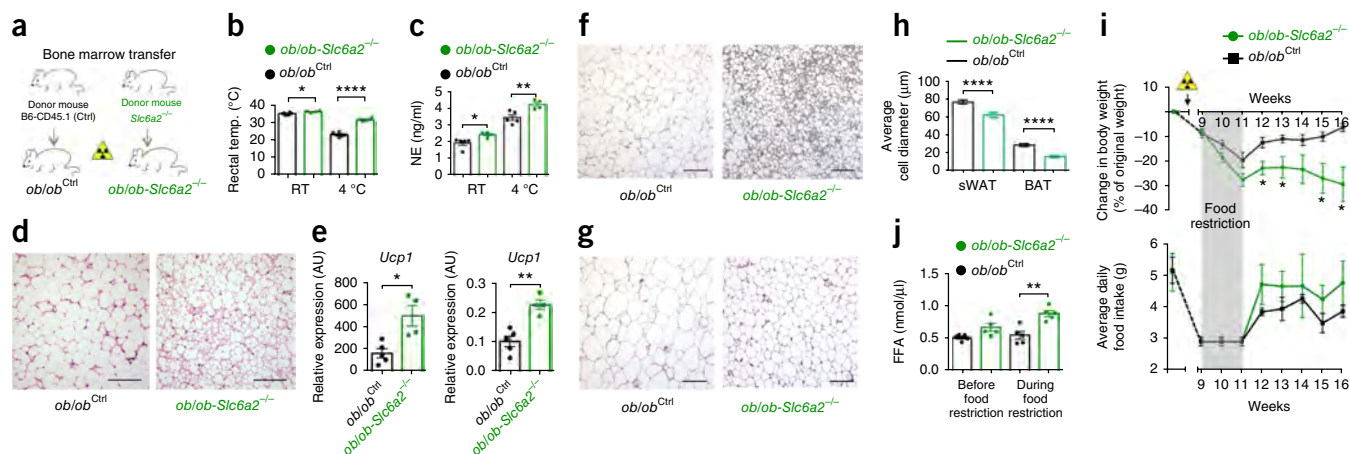 a
Bone marrow transfer
Donor mouse
B6-CD45.1 (Ctrl)
Donor mouse
Slc6a2−/−
ob/obCtrl
ob/ob-Slc6a2−/−
b
ob/ob-Slc6a2−/−
ob/obCtrl
Rectal temp. (°C)
50
40
30
20
10
0
*
****
RT
4 °C
c
ob/ob-Slc6a2−/−
ob/obCtrl
NE (ng/ml)
5
4
3
2
1
0
*
**
RT
4 °C
d
ob/obCtrl
ob/ob-Slc6a2−/−
e
Ucp1
Relative expression (AU)
800
600
400
200
0
*
ob/obCtrl
ob/ob-Slc6a2−/−
Ucp1
Relative expression (AU)
0.3
0.2
0.1
0
**
ob/obCtrl
ob/ob-Slc6a2−/−
f
ob/obCtrl
ob/ob-Slc6a2−/−
g
ob/obCtrl
ob/ob-Slc6a2−/−
h
ob/ob-Slc6a2−/−
ob/obCtrl
Average
cell diameter (μm)
100
80
60
40
20
0
****
****
sWAT
BAT
i
ob/ob-Slc6a2−/−
ob/obCtrl
Weeks
9 10 11 12 13 14 15 16
Change in body weight
(% of original weight)
10
0
−10
−20
−30
−40
* * * *
Food
restriction
Average daily
food intake (g)
6
5
4
3
2
9 10 11 12 13 14 15 16
Weeks
j
ob/ob-Slc6a2−/−
ob/obCtrl
FFA (nmol/μl)
1.5
1.0
0.5
0
**
Before
food
restriction
During
food
restriction